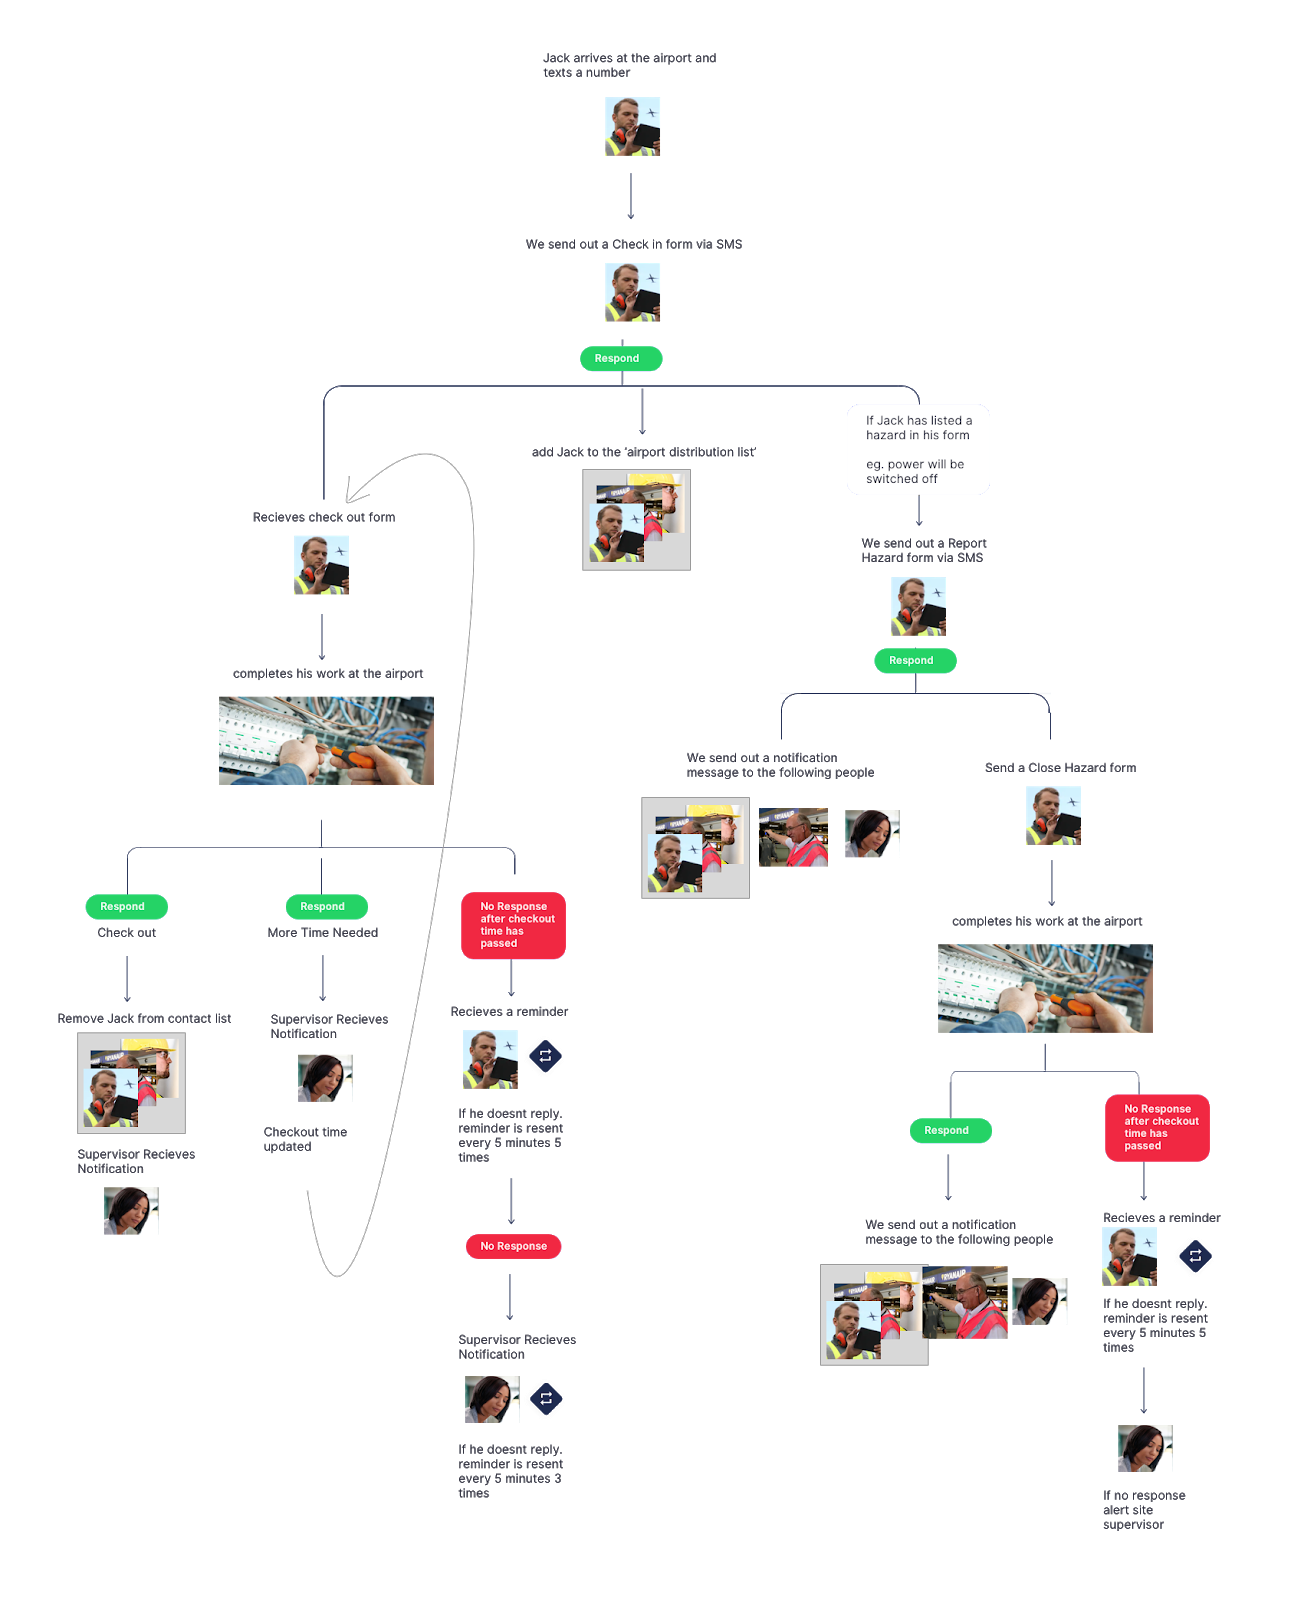 Jack arrives at the airport and
texts a number
We send out a Check in form via SMS
Respond
add Jack to the 'airport distribution list'
RYANAIR
If Jack has listed a
hazard in his form
eg. power will be
switched off
We send out a Report
Hazard form via SMS
Respond
Recieves check out form
completes his work at the airport
We send out a notification
message to the following people
RYANAIR
Send a Close Hazard form
completes his work at the airport
Respond
Check out
Respond
More Time Needed
No Response
after checkout
time has
passed
Remove Jack from contact list
Supervisor Recieves
Notification
Supervisor Recieves
Notification
Checkout time
updated
Recieves a reminder
If he doesnt reply.
reminder is resent
every 5 minutes 5
times
No Response
Supervisor Recieves
Notification
If he doesnt reply.
reminder is resent
every 5 minutes 3
times
Respond
We send out a notification
message to the following people
RYANAIR
No Response
after checkout
time has
passed
Recieves a reminder
If he doesnt reply.
reminder is resent
every 5 minutes 5
times
If no response
alert site
supervisor